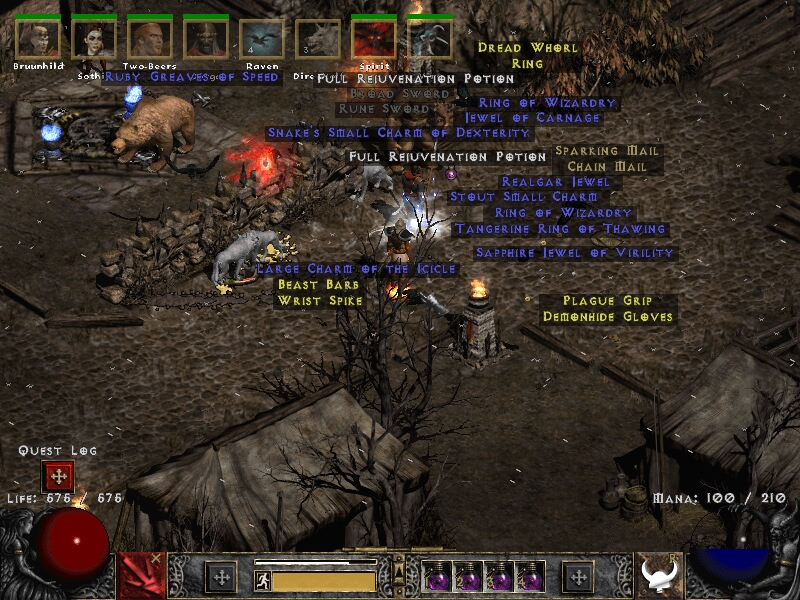 Dread Whorl
Ring
Bruunhild
Two-Beers
Raven
Spirit
Ruby Greaves of Speed
Full Rejuvenation Potion
Broad Sword
Rune Sword
Ring of Wizardry
Jewel of Carnage
Snake's Small Charm of Dexterity
Full Rejuvenation Potion
Sparking Mail
Chain Mail
Realgar Jewel
Stout Small Charm
Ring of Wizardry
Tangerine Ring of Thawing
Sapphire Jewel of Virility
Large Charm of the Icicle
Beast Barb
Wrist Spike
Plague Grip
Demonhide Gloves
Quest Log
Life: 675 / 675
Mana: 100 / 210